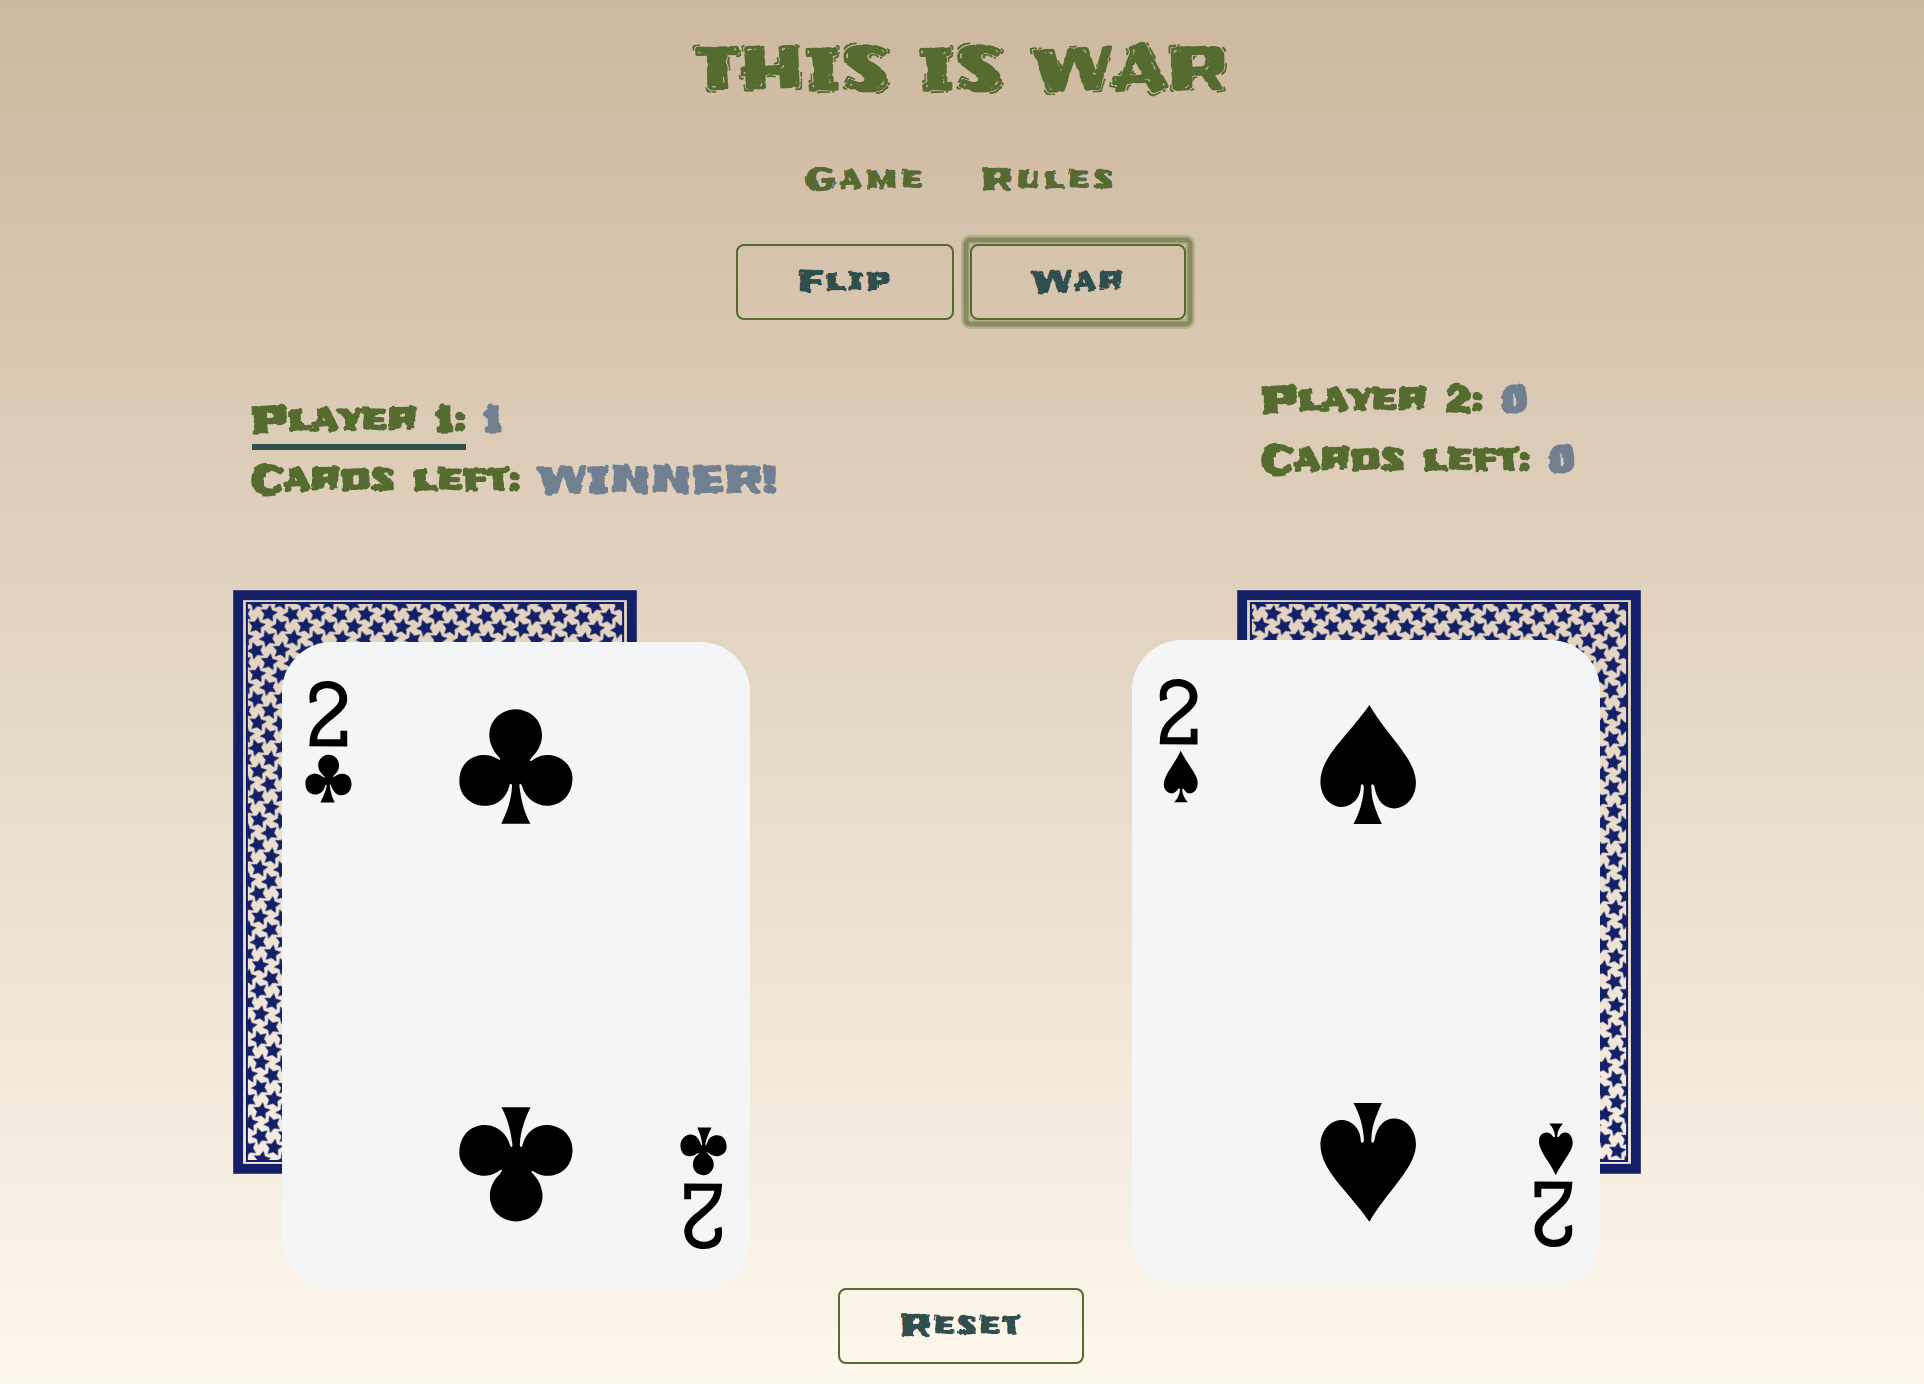 THIS IS WAR
Game Rules
Flip War
Player 1: 1
Cards left: WINNER!
Player 2: 0
Cards left: 0
2
2
2
2
Reset